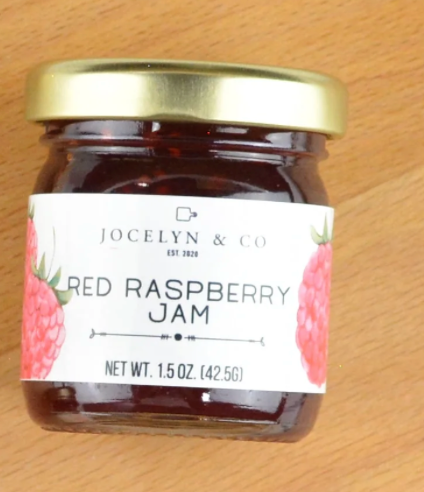 JOCELYN & CO
EST. 2020
RED RASPBERRY
JAM
NET WT. 1.5 OZ. (42.5G)